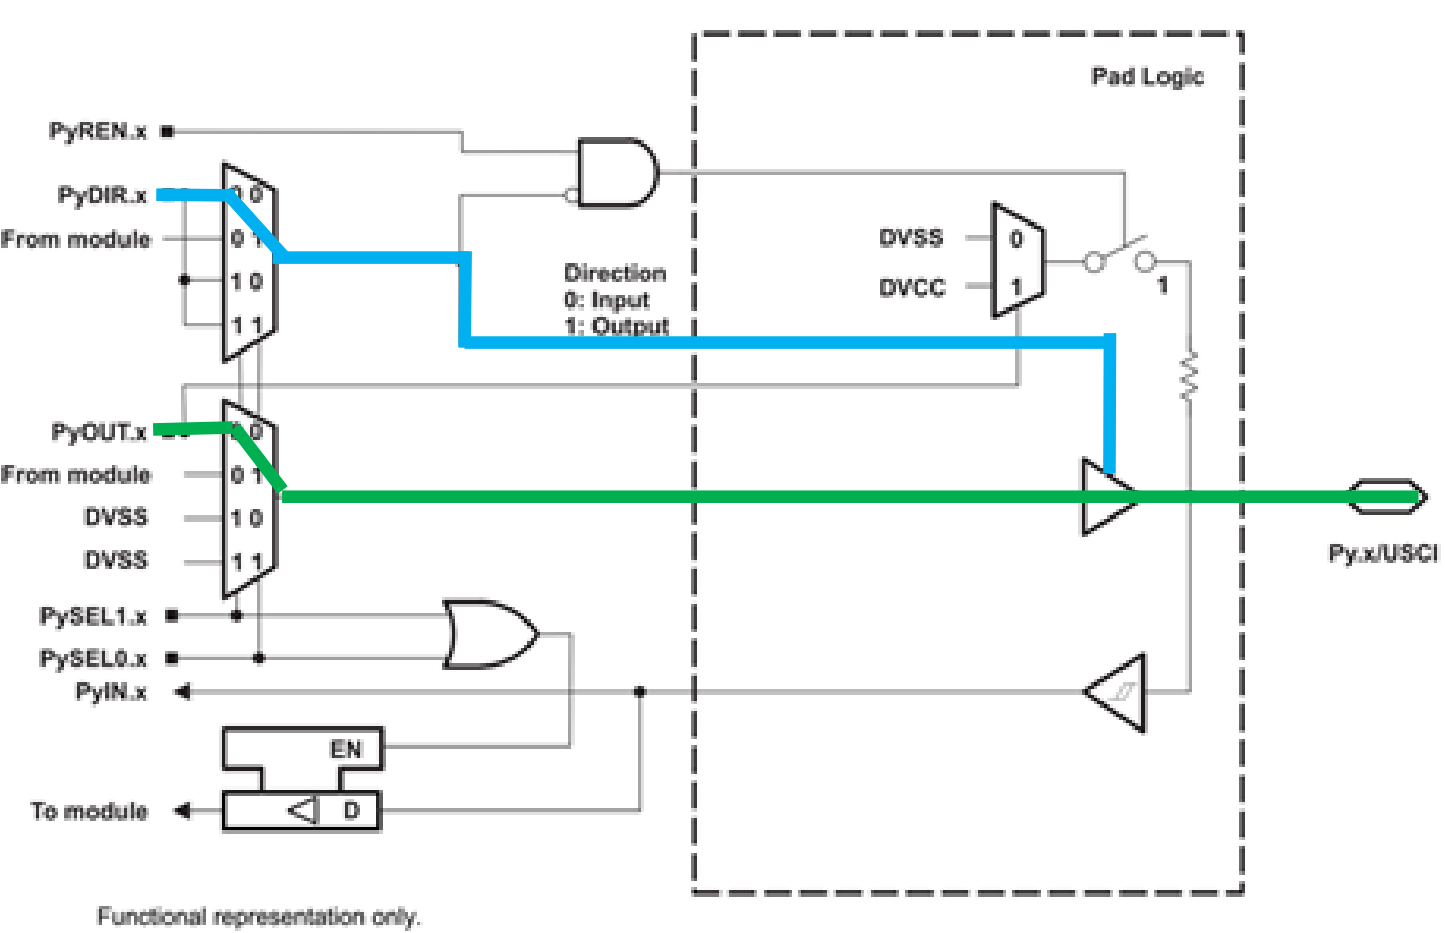 Pad Logic
PyREN.x
PyDIR.x
0 0
From module
0 1
1 0
1 1
Direction
0: Input
1: Output
DVSS
0
DVCC
1
1
PyOUT.x
0
From module
0 1
DVSS
1 0
DVSS
1 1
Py.x/USCI
PySEL1.x
PySEL0.x
PyIN.x
EN
To module
D
Functional representation only.